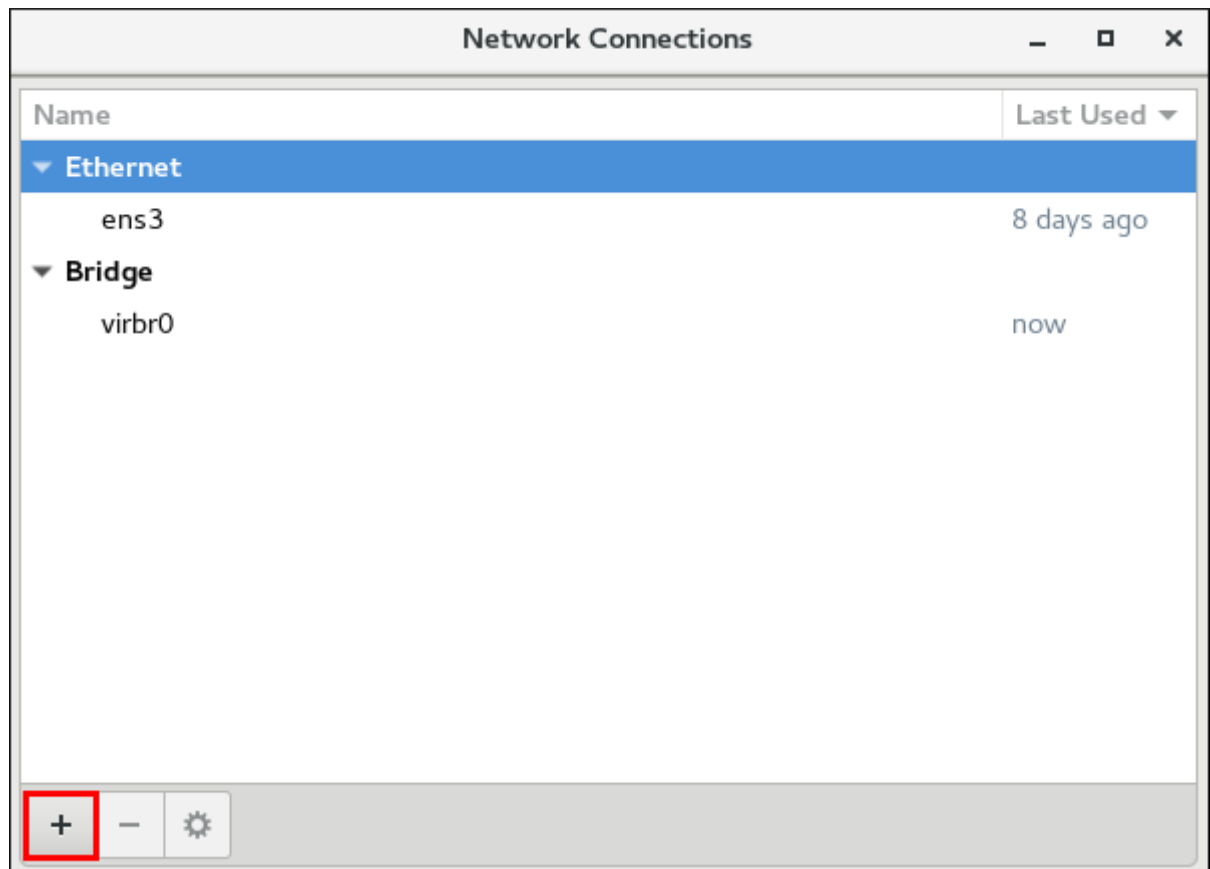 Network Connections
Name Last Used
Ethernet
ens3 8 days ago
Bridge
virbr0 now